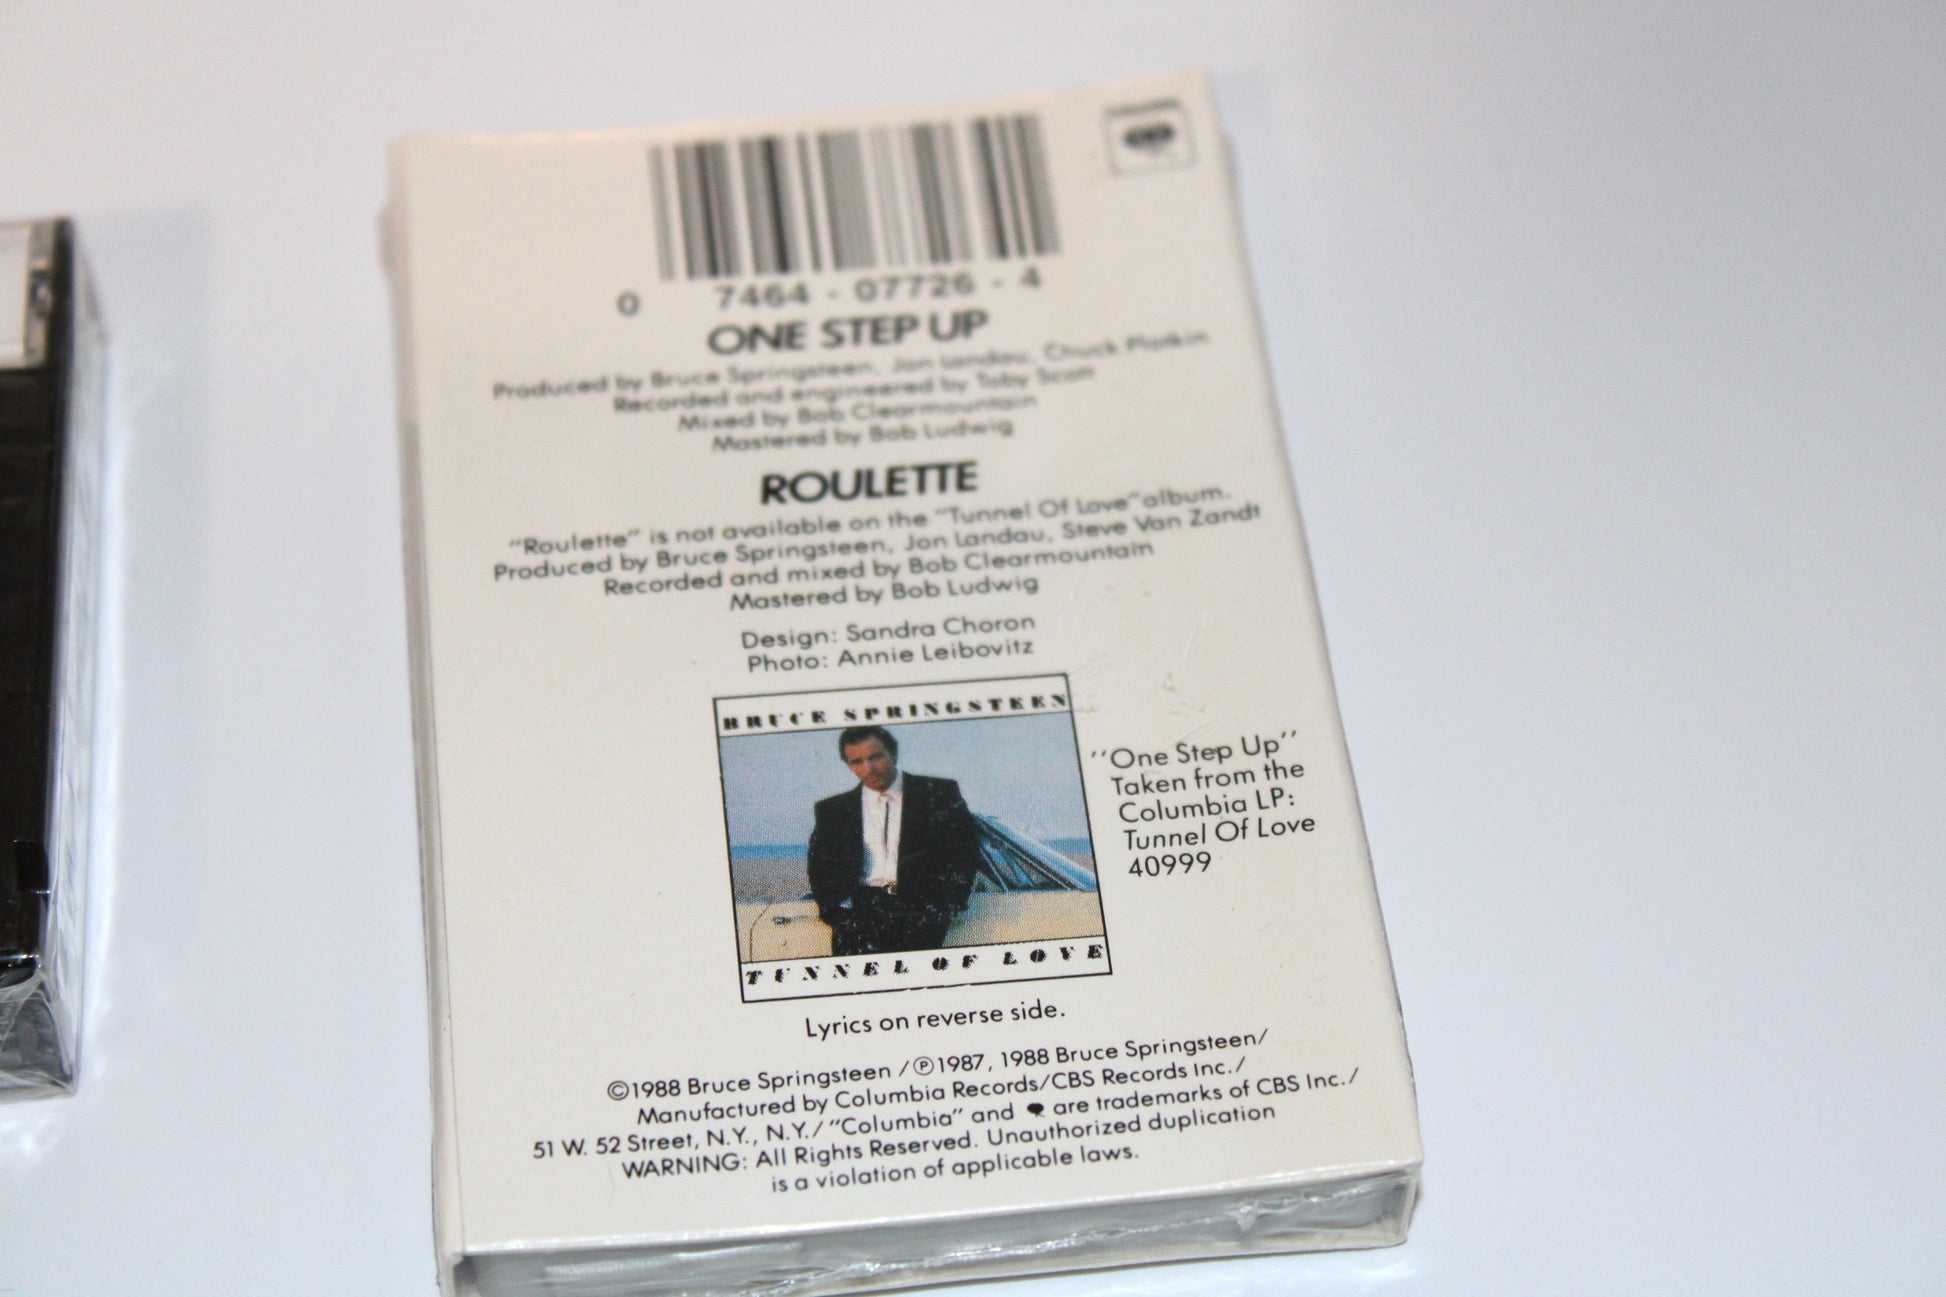 0 7464 - 07726 - 4
ONE STEP UP
Produced by Bruce Springsteen, Jon Landau, Chuck Plotkin
Recorded and engineered by Toby Scott
Mixed by Bob Clearmountain
Mastered by Bob Ludwig
ROULETTE
"Roulette" is not available on the "Tunnel Of Love" album.
Produced by Bruce Springsteen, Jon Landau, Steve Van Zandt
Recorded and mixed by Bob Clearmountain
Mastered by Bob Ludwig
Design: Sandra Choron
Photo: Annie Leibovitz
BRUCE SPRINGSTEEN
TUNNEL OF LOVE
''One Step Up''
Taken from the
Columbia LP:
Tunnel Of Love
40999
Lyrics on reverse side.
©1988 Bruce Springsteen /℗1987, 1988 Bruce Springsteen/
Manufactured by Columbia Records/CBS Records Inc./
51 W. 52 Street, N.Y., N.Y./"Columbia" and are trademarks of CBS Inc./
WARNING: All Rights Reserved. Unauthorized duplication
is a violation of applicable laws.